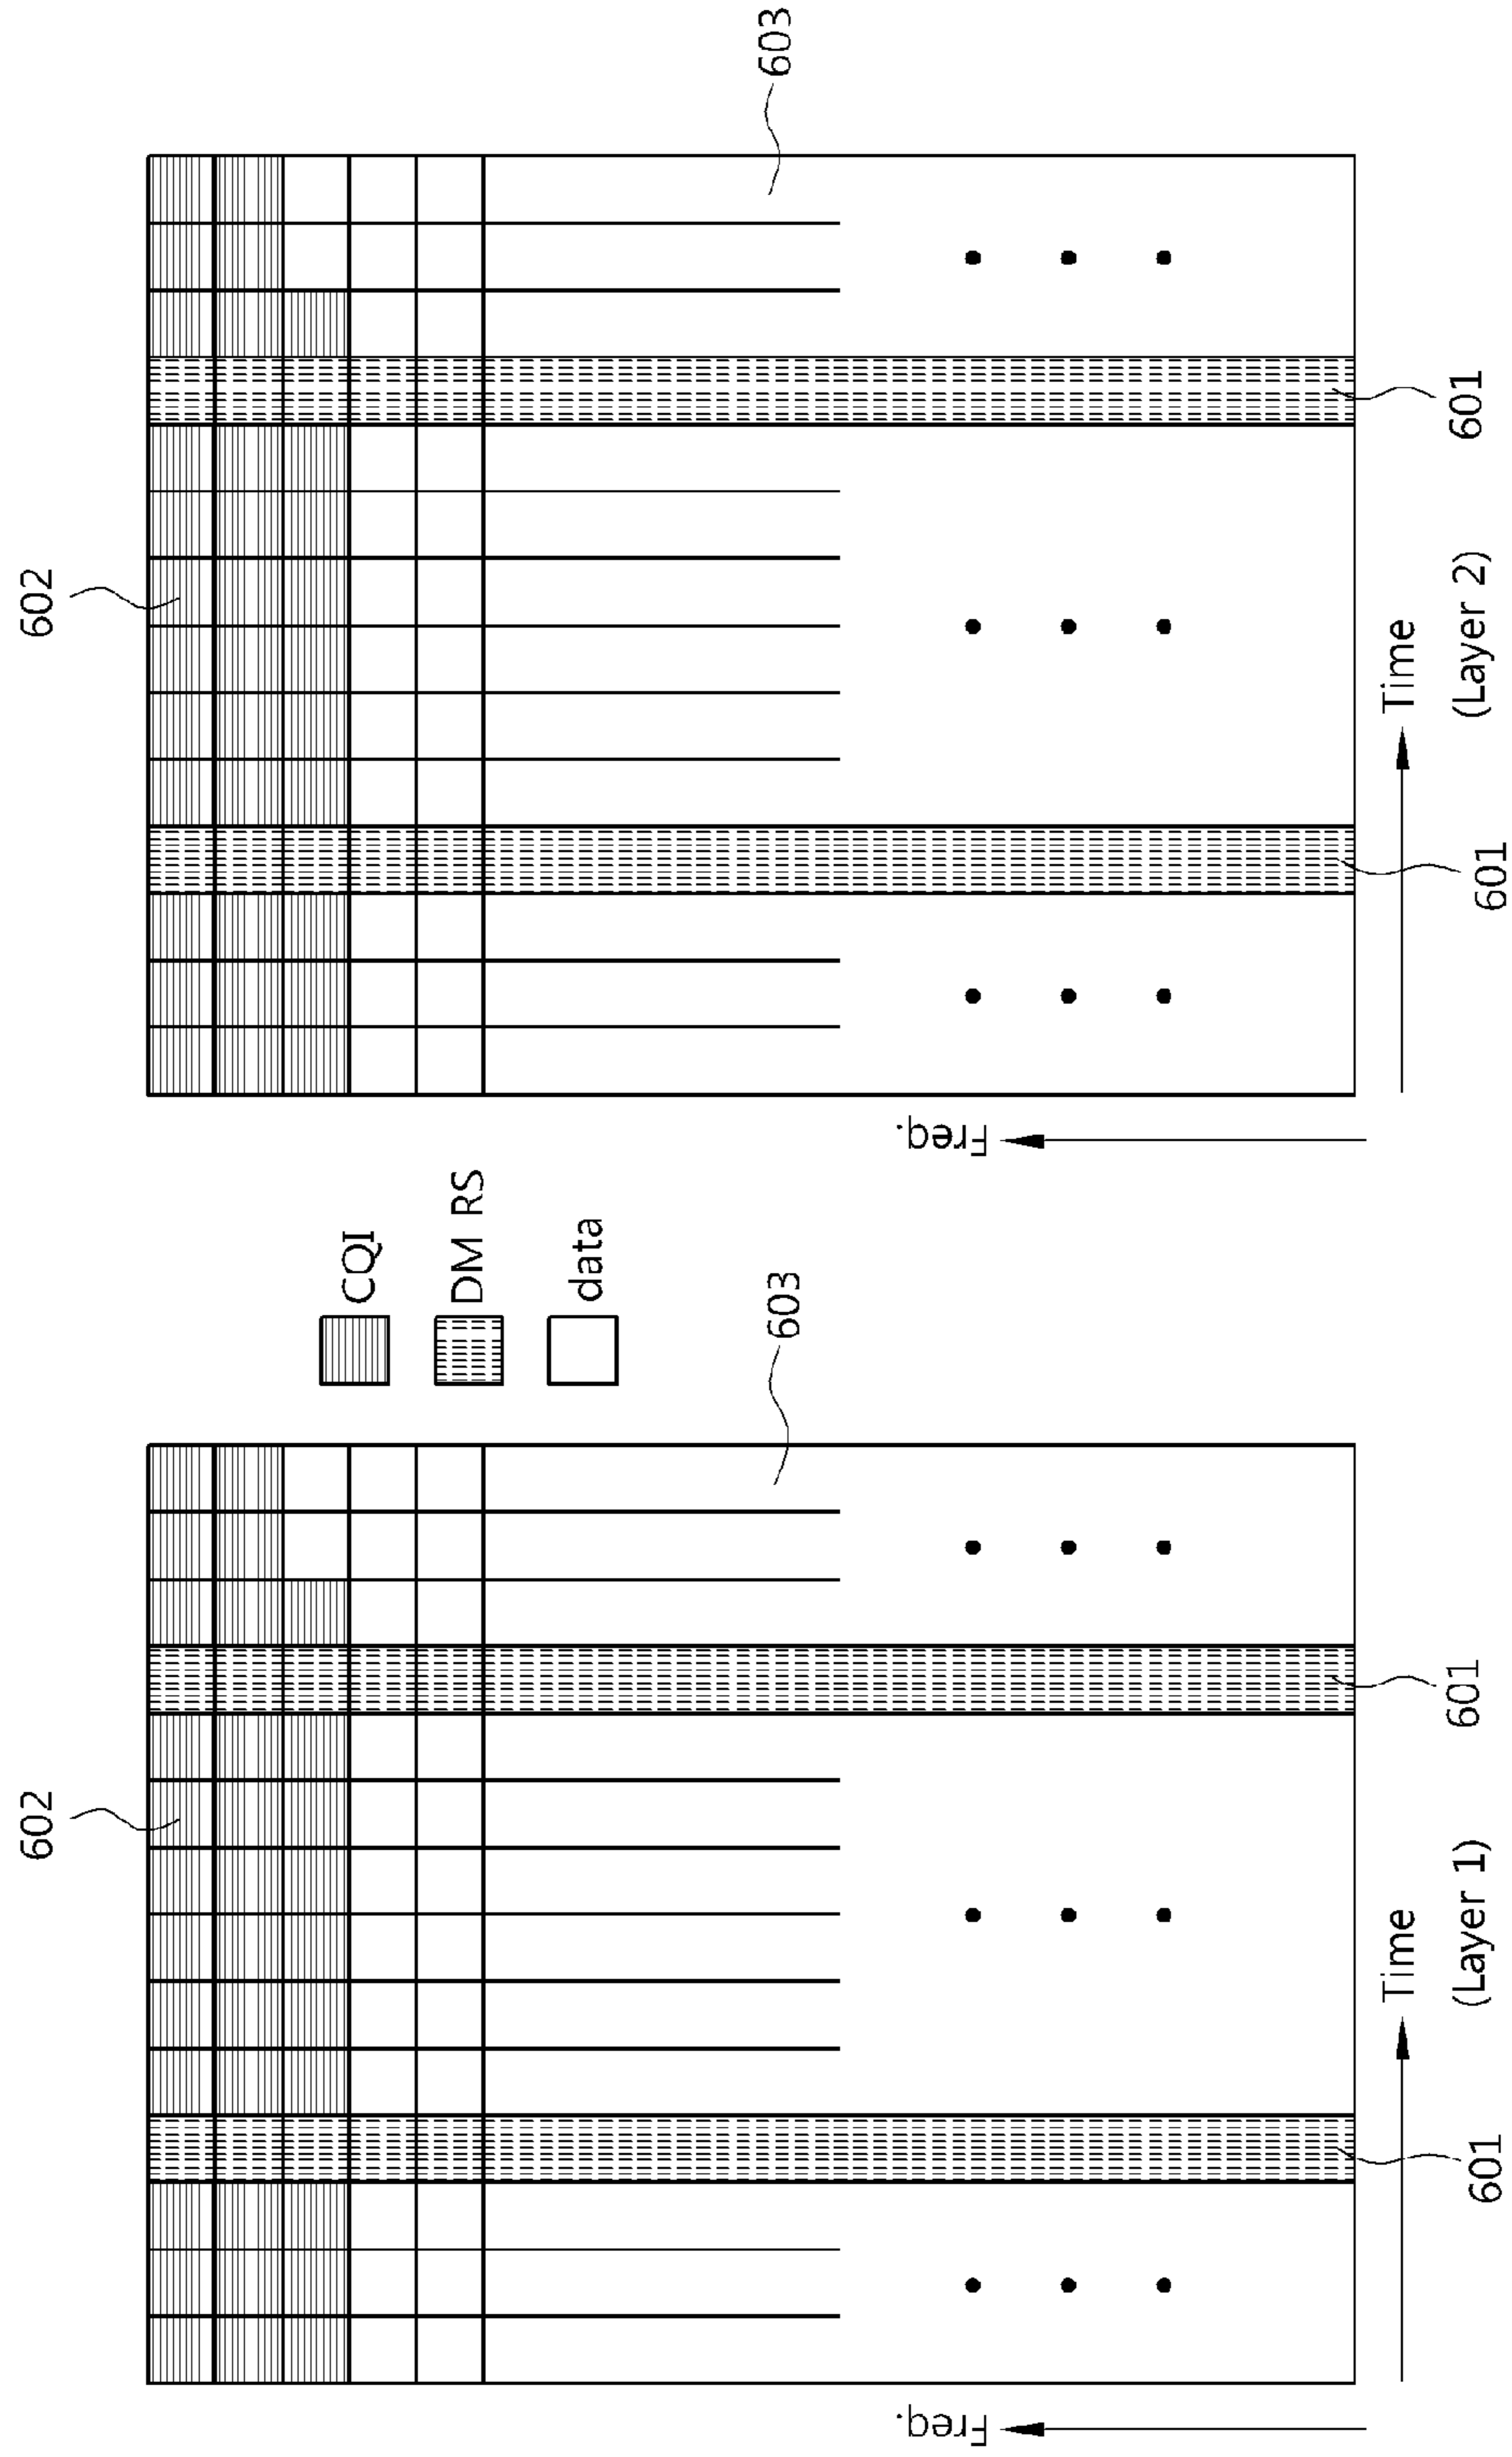 602
603
Freq.
601
601
Time
(Layer 1)
CQI
DM RS
data
602
603
Freq.
601
601
Time
(Layer 2)